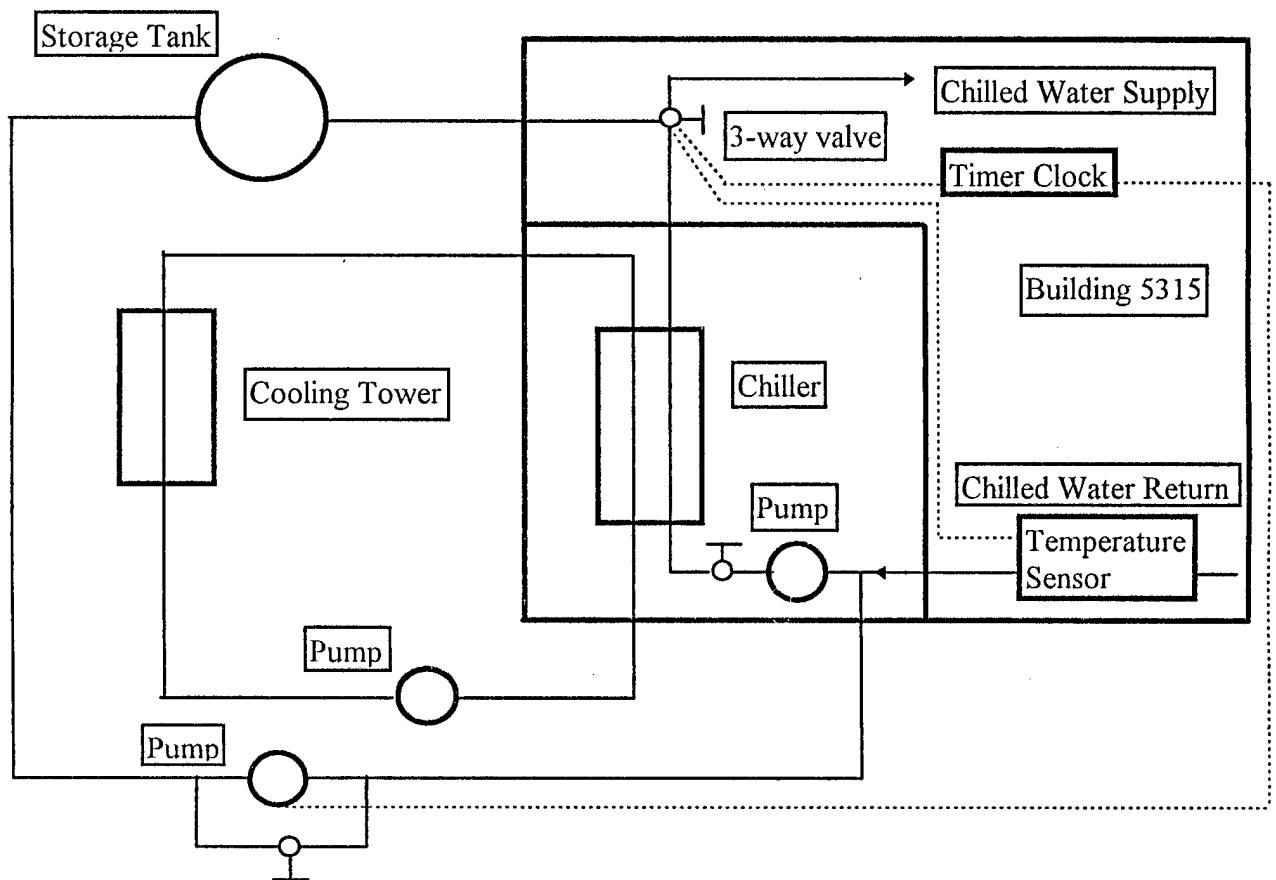 Storage Tank
Chilled Water Supply
3-way valve
Timer Clock
Building 5315
Cooling Tower
Chiller
Chilled Water Return
Pump
Temperature
Sensor
Pump
Pump